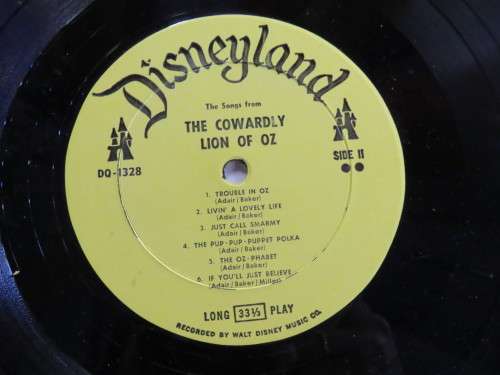 Disneyland
The Songs from
THE COWARDLY
LION OF OZ
DQ-1328
SIDE II
1. TROUBLE IN OZ
(Adair/Baker)
2. LIVIN' A LOVELY LIFE
(Adair/Baker)
3. JUST CALL SMARMY
(Adair/Baker)
4. THE PUP-PUP-PUPPET POLKA
(Adair/Baker)
5. THE OZ-PHABET
(Adair/Baker)
6. IF YOU'LL JUST BELIEVE
(Adair/Baker/Miller)
LONG 33⅓ PLAY
RECORDED BY WALT DISNEY MUSIC CO.